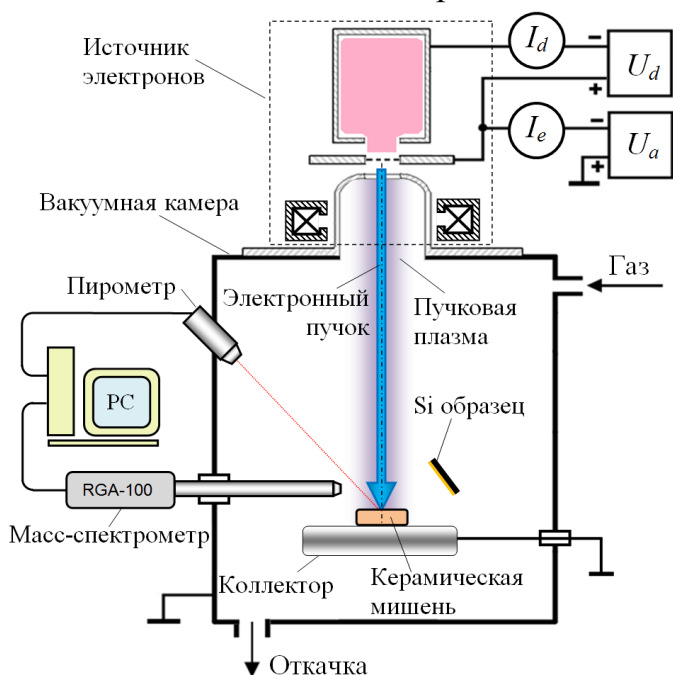 Источник
электронов
I_d
−
U_d
+
I_e
−
U_a
+
Вакуумная камера
Газ
Пирометр
Электронный
пучок
Пучковая
плазма
PC
Si образец
RGA-100
Масс-спектрометр
Коллектор
Керамическая
мишень
Откачка